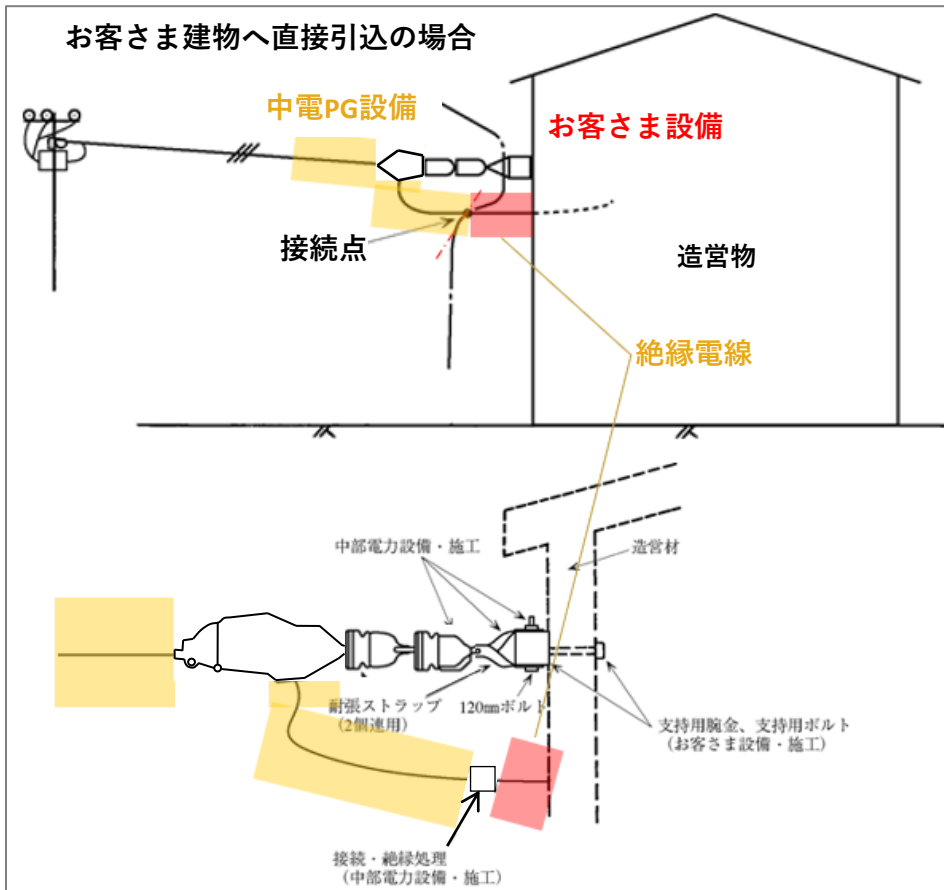 お客さま建物へ直接引込の場合
中電PG設備
お客さま設備
接続点
造営物
絶縁電線
中部電力設備・施工
造営材
耐張ストラップ
(2個連用)
120㎜ボルト
支持用腕金、支持用ボルト
(お客さま設備・施工)
接続・絶縁処理
(中部電力設備・施工)